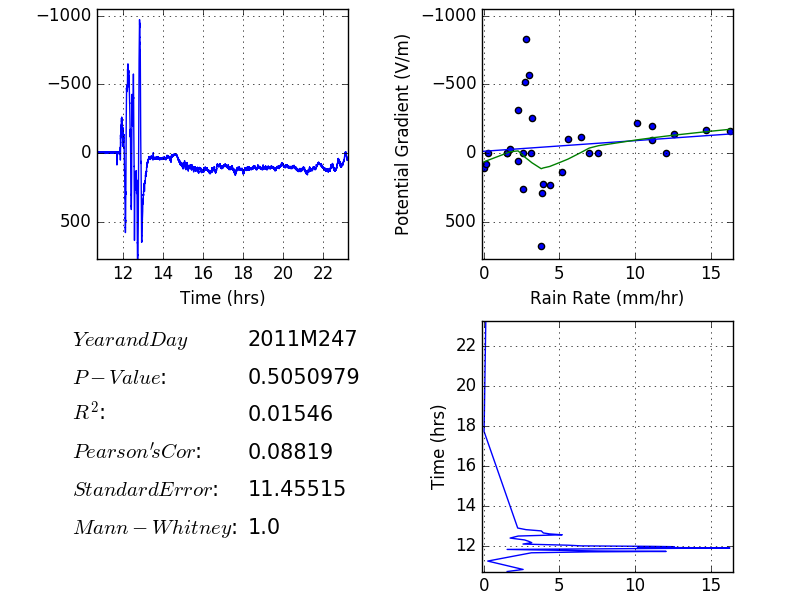 −1000
−500
0
500
12 14 16 18 20 22
Time (hrs)
Potential Gradient (V/m)
−1000
−500
0
500
0 5 10 15
Rain Rate (mm/hr)
YearandDay 2011M247
P − Value: 0.5050979
R²: 0.01546
Pearson'sCor: 0.08819
StandardError: 11.45515
Mann − Whitney: 1.0
Time (hrs)
22
20
18
16
14
12
0 5 10 15